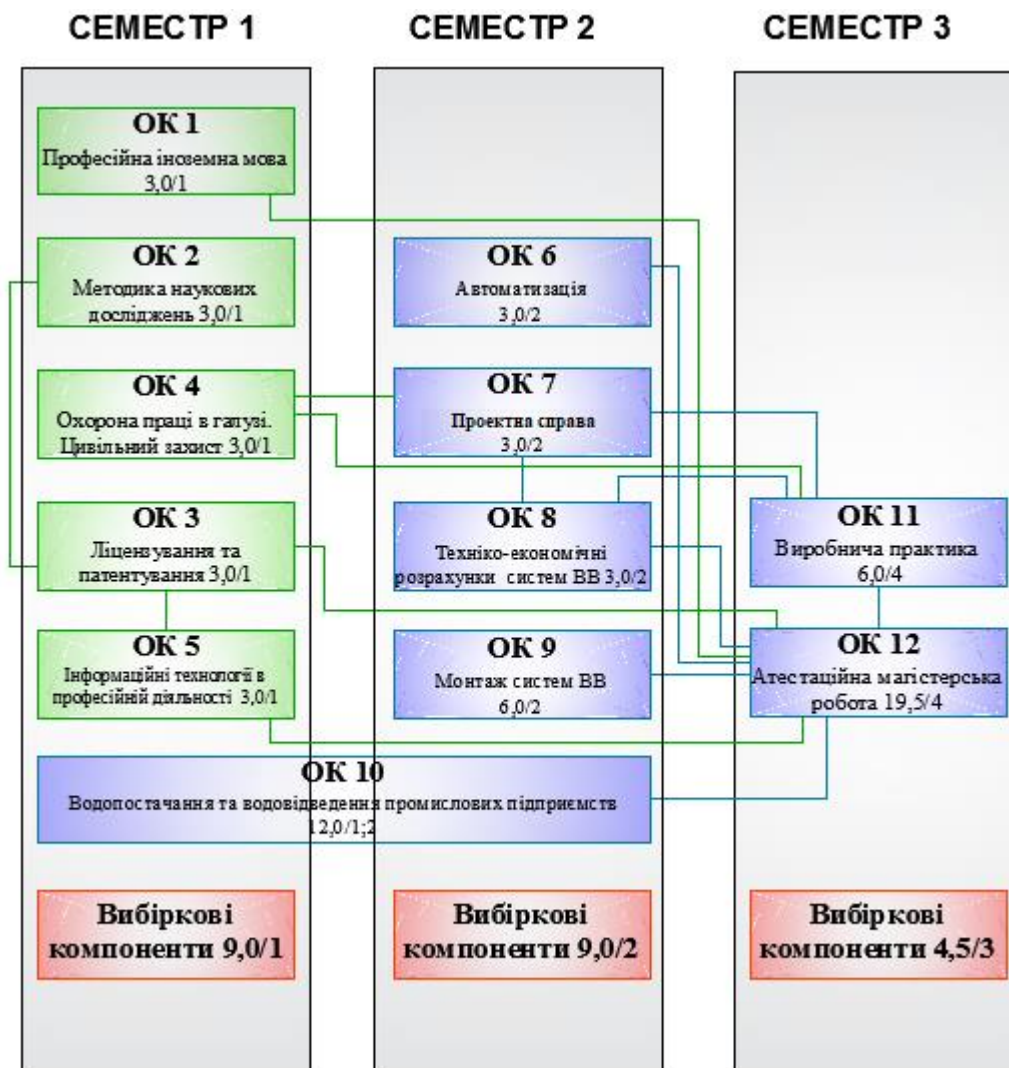 СЕМЕСТР 1
СЕМЕСТР 2
СЕМЕСТР 3
ОК 1
Професійна іноземна мова
3,0/1
ОК 2
Методика наукових
досліджень 3,0/1
ОК 4
Охорона праці в галузі.
Цивільний захист 3,0/1
ОК 3
Ліцензування та
патентування 3,0/1
ОК 5
Інформаційні технології в
професійній діяльності 3,0/1
ОК 6
Автоматизація
3,0/2
ОК 7
Проектна справа
3,0/2
ОК 8
Техніко-економічні
розрахунки систем ВВ 3,0/2
ОК 9
Монтаж систем ВВ
6,0/2
ОК 10
Водопостачання та водовідведення промислових підприємств
12,0/1;2
ОК 11
Виробнича практика
6,0/4
ОК 12
Атестаційна магістерська
робота 19,5/4
Вибіркові
компоненти 9,0/1
Вибіркові
компоненти 9,0/2
Вибіркові
компоненти 4,5/3